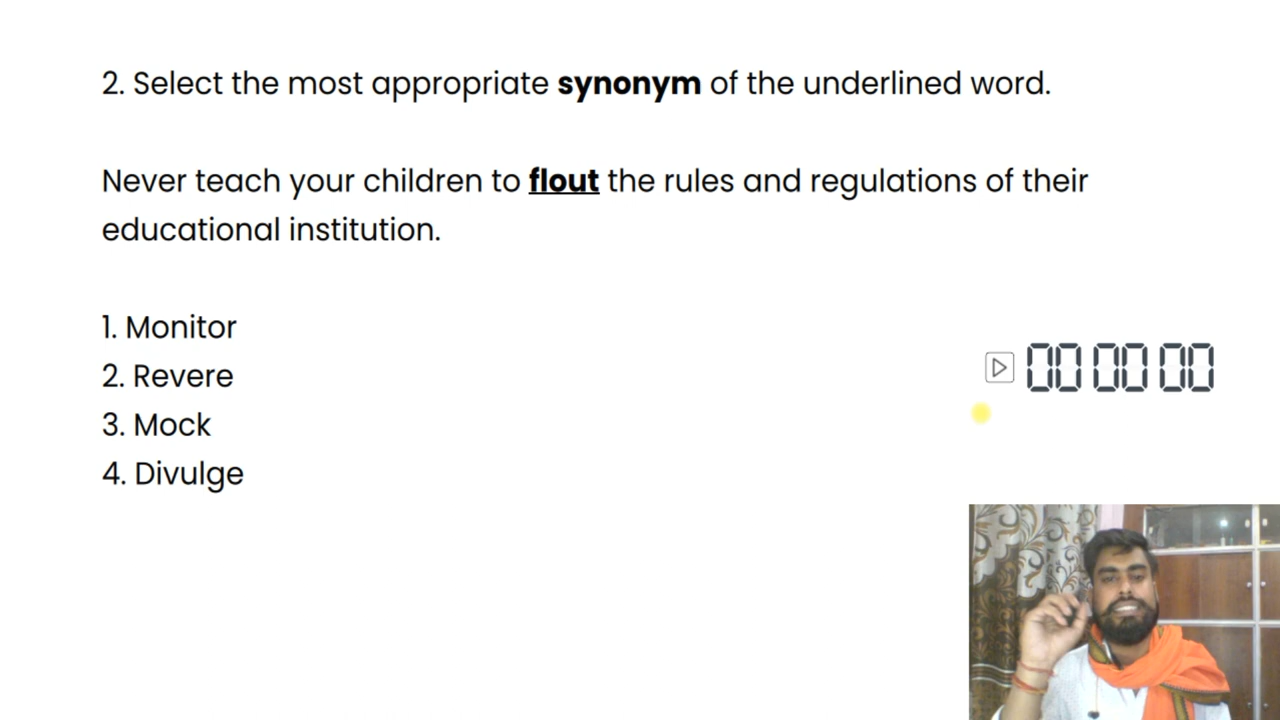 2. Select the most appropriate synonym of the underlined word.
Never teach your children to flout the rules and regulations of their
educational institution.
1. Monitor
2. Revere
3. Mock
4. Divulge
00 00 00